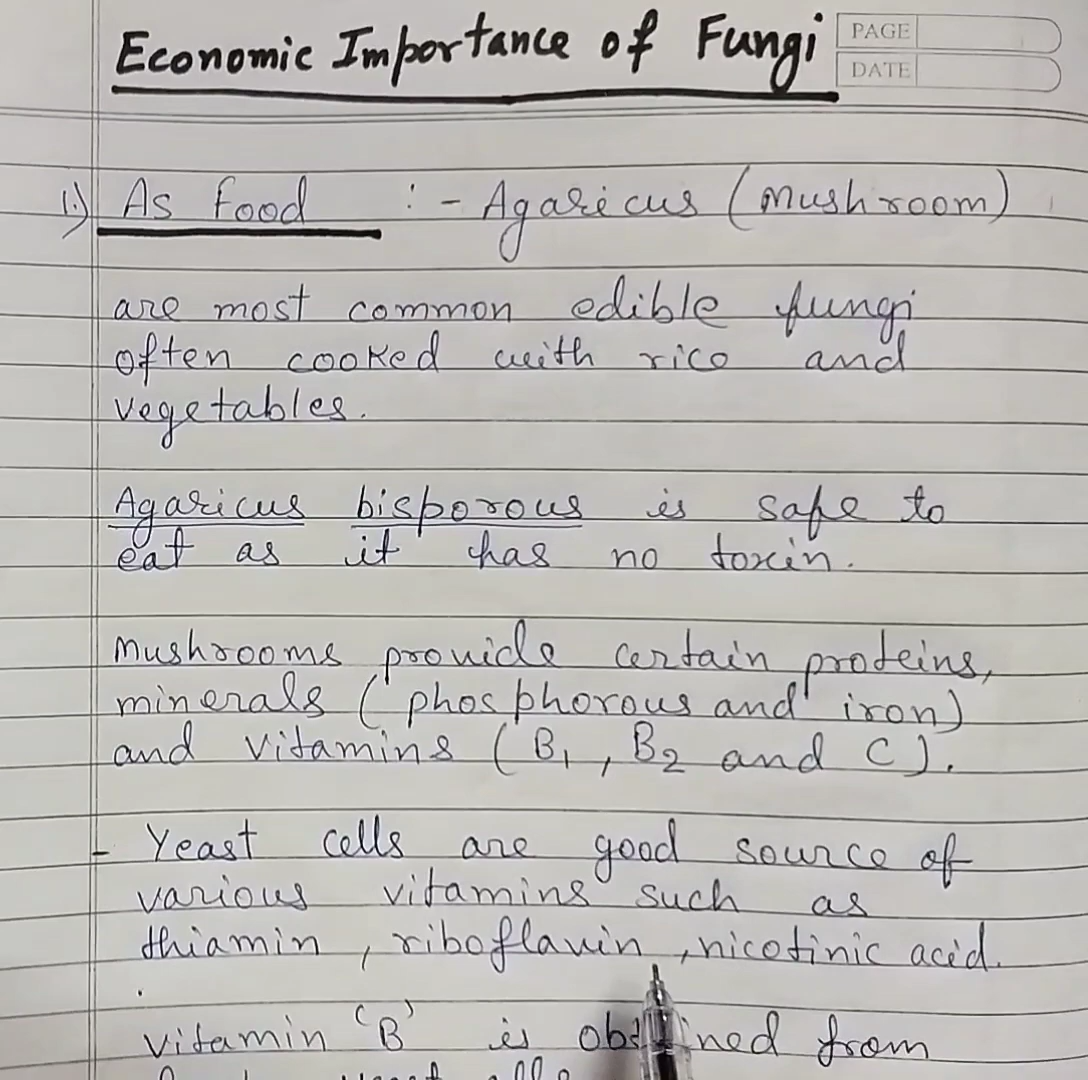 Economic Importance of Fungi
PAGE
DATE
1.) As food :- Agaricus (Mushroom)
are most common edible fungi
often cooked with rice and
vegetables.
Agaricus bisporous is safe to
eat as it has no toxin.
Mushrooms provide certain proteins,
minerals (phosphorous and iron)
and vitamins (B₁, B₂ and C).
- Yeast cells are good source of
various vitamins such as
thiamin, riboflavin, nicotinic acid.
vitamin 'B' is obtained from